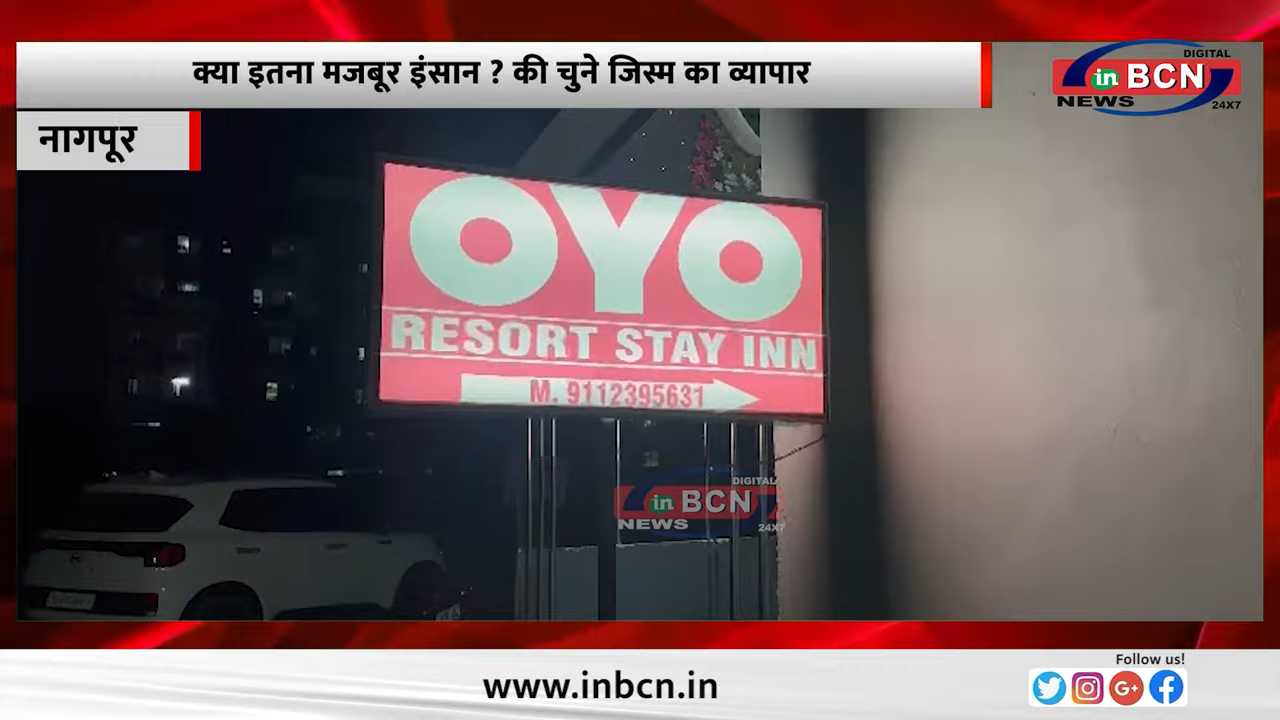 क्या इतना मजबूर इंसान ? की चुने जिस्म का व्यापार
DIGITAL
in BCN
NEWS 24X7
नागपूर
OYO
RESORT STAY INN
M. 9112395631
DIGITAL
in BCN
NEWS 24X7
Follow us!
www.inbcn.in